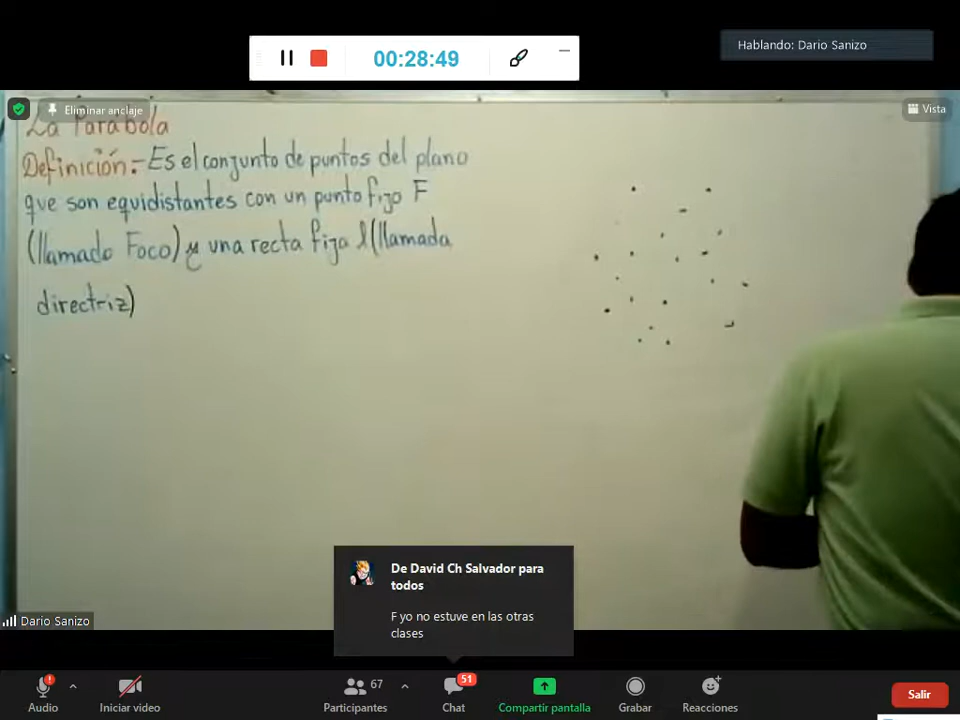 00:28:49
Hablando: Dario Sanizo
Eliminar anclaje
Vista
La Parabola
Definición:- Es el conjunto de puntos del plano
que son equidistantes con un punto fijo F
(llamado Foco) y una recta fija l (llamada
directriz)
De David Ch Salvador para
todos
F yo no estuve en las otras
clases
Dario Sanizo
51
67
Audio
Iniciar video
Participantes
Chat
Compartir pantalla
Grabar
Reacciones
Salir